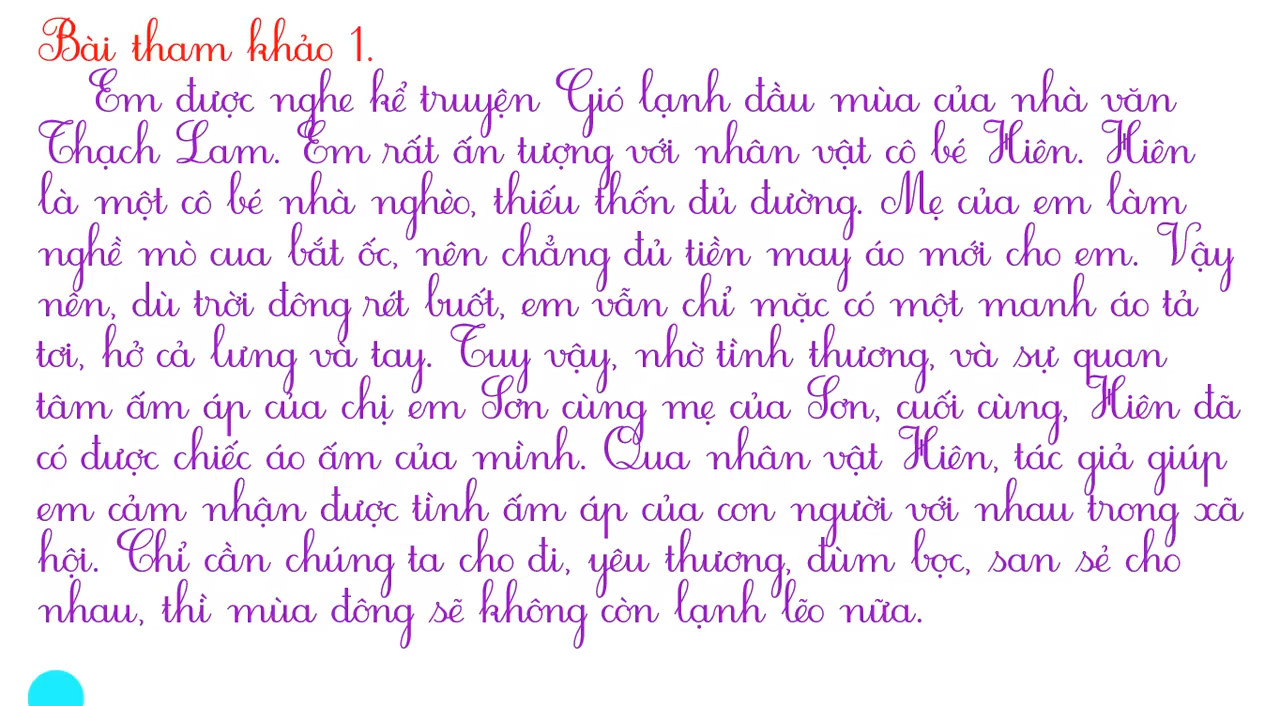 Bài tham khảo 1.
Em được nghe kể truyện Gió lạnh đầu mùa của nhà văn
Thạch Lam. Em rất ấn tượng với nhân vật cô bé Hiên. Hiên
là một cô bé nhà nghèo, thiếu thốn đủ đường. Mẹ của em làm
nghề mò cua bắt ốc, nên chẳng đủ tiền may áo mới cho em. Vậy
nên, dù trời đông rét buốt, em vẫn chỉ mặc có một manh áo tả
tơi, hở cả lưng và tay. Tuy vậy, nhờ tình thương, và sự quan
tâm ấm áp của chị em Sơn cùng mẹ của Sơn, cuối cùng, Hiên đã
có được chiếc áo ấm của mình. Qua nhân vật Hiên, tác giả giúp
em cảm nhận được tình ấm áp của con người với nhau trong xã
hội. Chỉ cần chúng ta cho đi, yêu thương, đùm bọc, san sẻ cho
nhau, thì mùa đông sẽ không còn lạnh lẽo nữa.